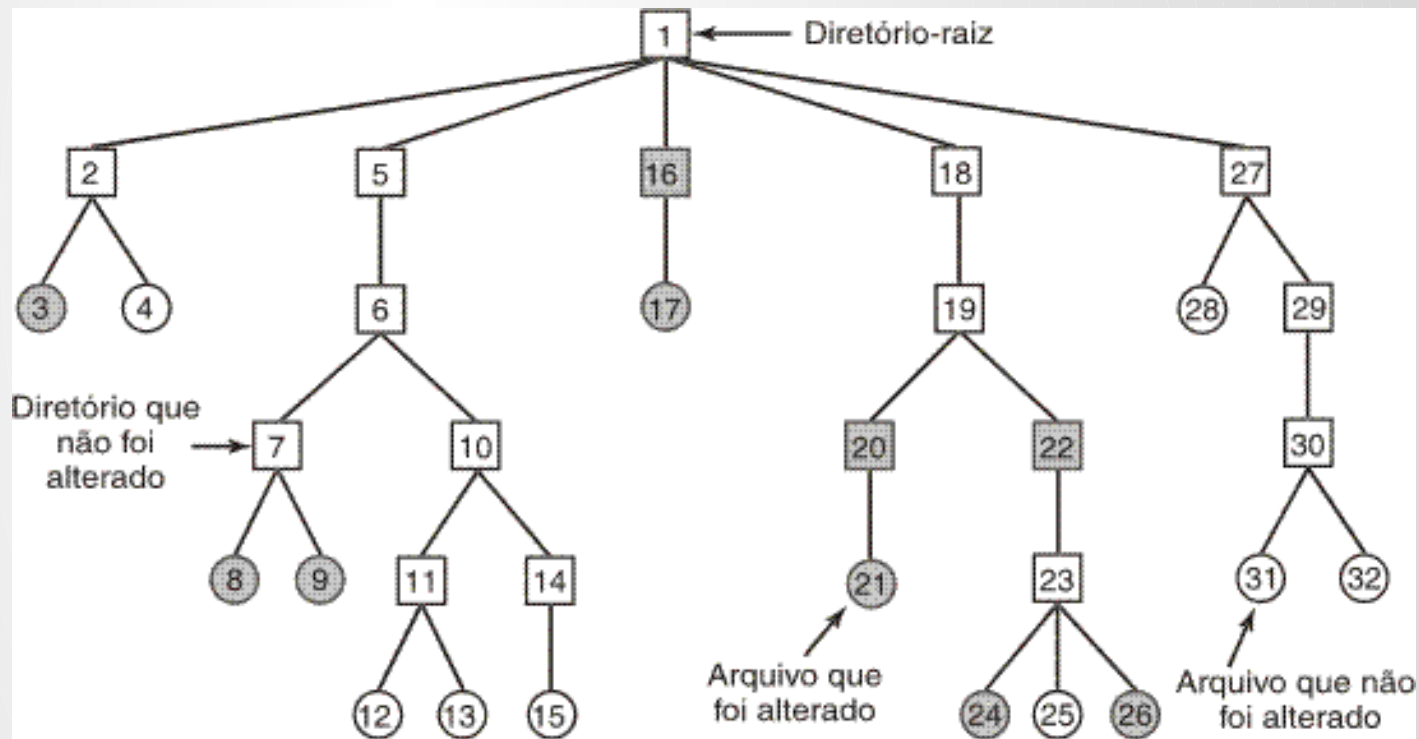 1
Diretório-raiz
2 5 16 18 27
3 4 6 17 19 28 29
Diretório que
não foi
alterado
7 10 20 22 30
8 9 11 14 21 23 31 32
Arquivo que
foi alterado
Arquivo que não
foi alterado
12 13 15 24 25 26